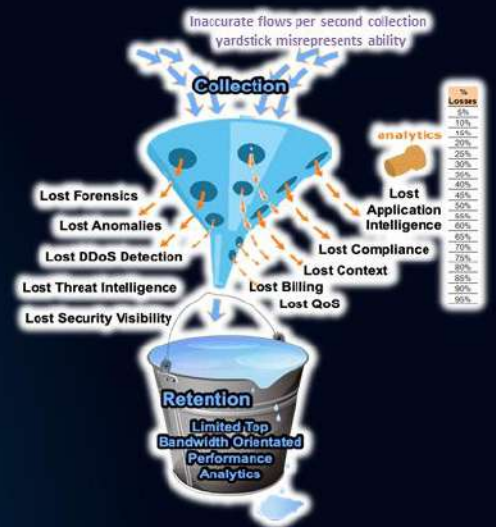 Inaccurate flows per second collection
yardstick misrepresents ability
Collection
%
Losses
5%
10%
15%
20%
25%
30%
35%
40%
45%
50%
55%
60%
65%
70%
75%
80%
85%
90%
95%
analytics
Lost Forensics
Lost Anomalies
Lost DDoS Detection
Lost Threat Intelligence
Lost Security Visibility
Lost
Application
Intelligence
Lost Compliance
Lost Context
Lost Billing
Lost QoS
Retention
Limited Top
Bandwidth Orientated
Performance
Analytics